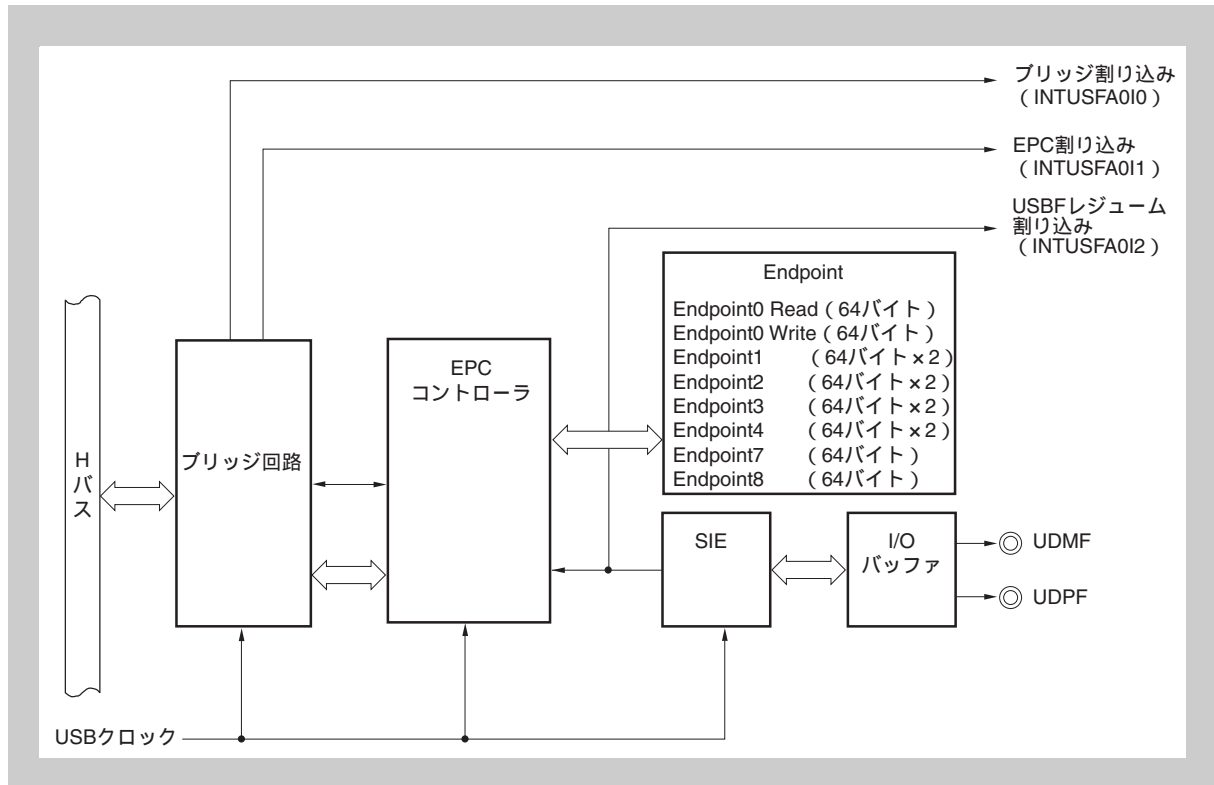 ブリッジ割り込み
(INTUSFA0I0)
EPC割り込み
(INTUSFA0I1)
USBFレジューム
割り込み
(INTUSFA0I2)
Endpoint
Endpoint0 Read(64バイト)
Endpoint0 Write(64バイト)
Endpoint1 (64バイト×2)
Endpoint2 (64バイト×2)
Endpoint3 (64バイト×2)
Endpoint4 (64バイト×2)
Endpoint7 (64バイト)
Endpoint8 (64バイト)
EPC
コントローラ
Hバス
ブリッジ回路
SIE
I/O
バッファ
UDMF
UDPF
USBクロック